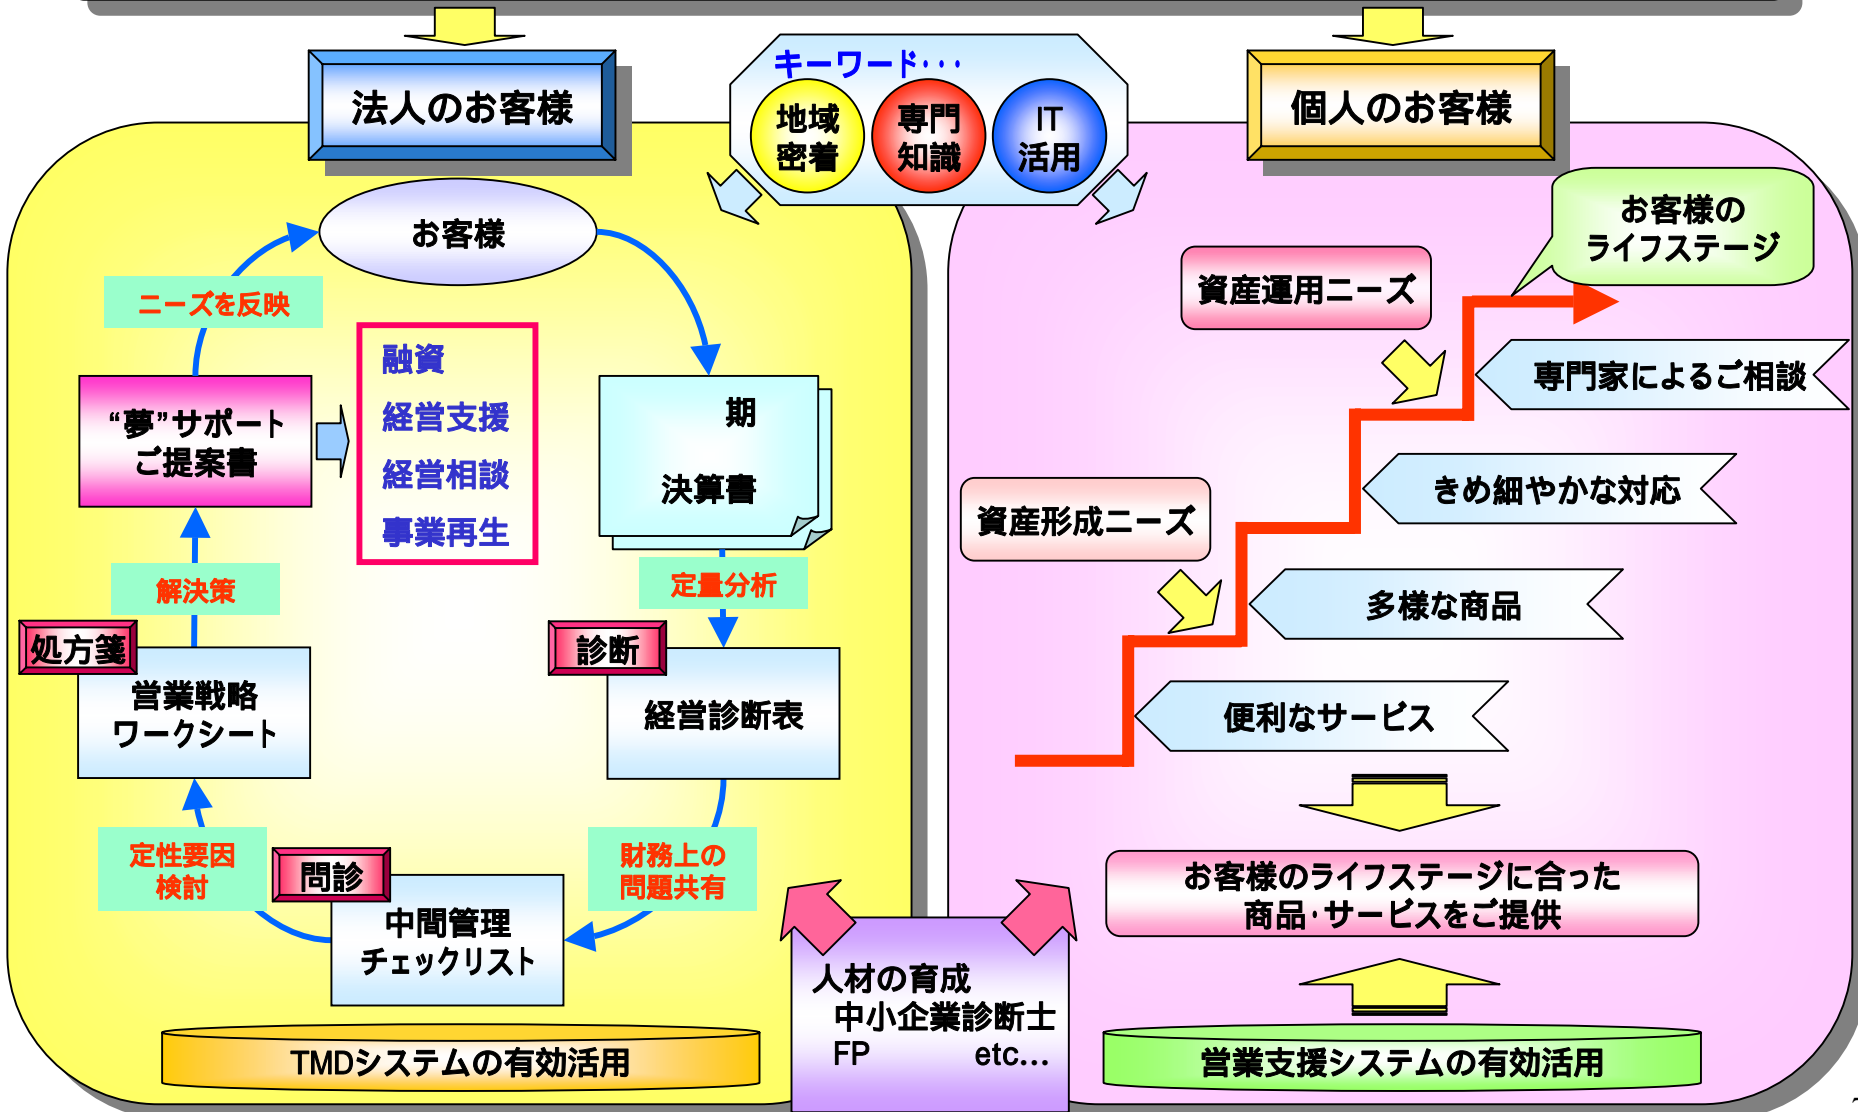 キーワード･･･
地域
密着
専門
知識
IT
活用
法人のお客様
お客様
ニーズを反映
“夢”サポート
ご提案書
融資
経営支援
経営相談
事業再生
期
決算書
解決策
定量分析
処方箋
営業戦略
ワークシート
診断
経営診断表
定性要因
検討
問診
中間管理
チェックリスト
財務上の
問題共有
TMDシステムの有効活用
人材の育成
中小企業診断士
FP etc...
個人のお客様
お客様の
ライフステージ
資産運用ニーズ
専門家によるご相談
きめ細やかな対応
資産形成ニーズ
多様な商品
便利なサービス
お客様のライフステージに合った
商品･サービスをご提供
営業支援システムの有効活用